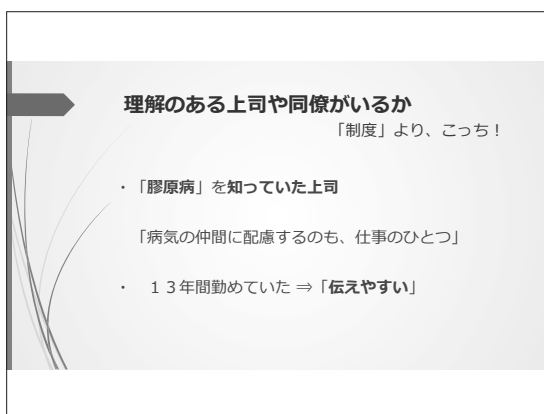 理解のある上司や同僚がいるか
「制度」より、こっち！
・「膠原病」を知っていた上司
「病気の仲間に配慮するのも、仕事のひとつ」
・　１３年間勤めていた ⇒「伝えやすい」